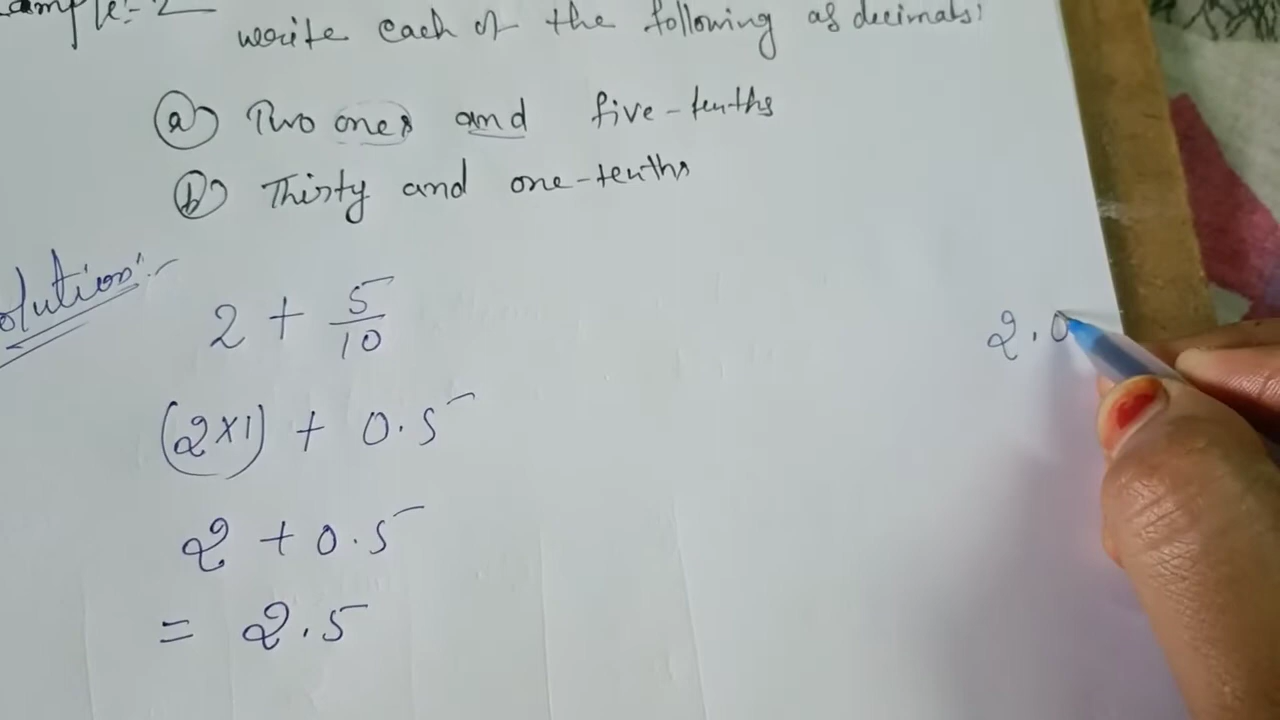 write each of the following as decimals:
(a) Two ones and five-tenths
(b) Thirty and one-tenths
2 + 5/10
(2×1) + 0.5
2.0
2 + 0.5
= 2.5